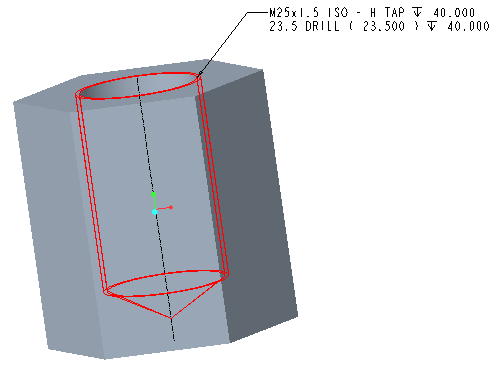 M25x1.5 ISO - H TAP ↧ 40.000
23.5 DRILL ( 23.500 ) ↧ 40.000